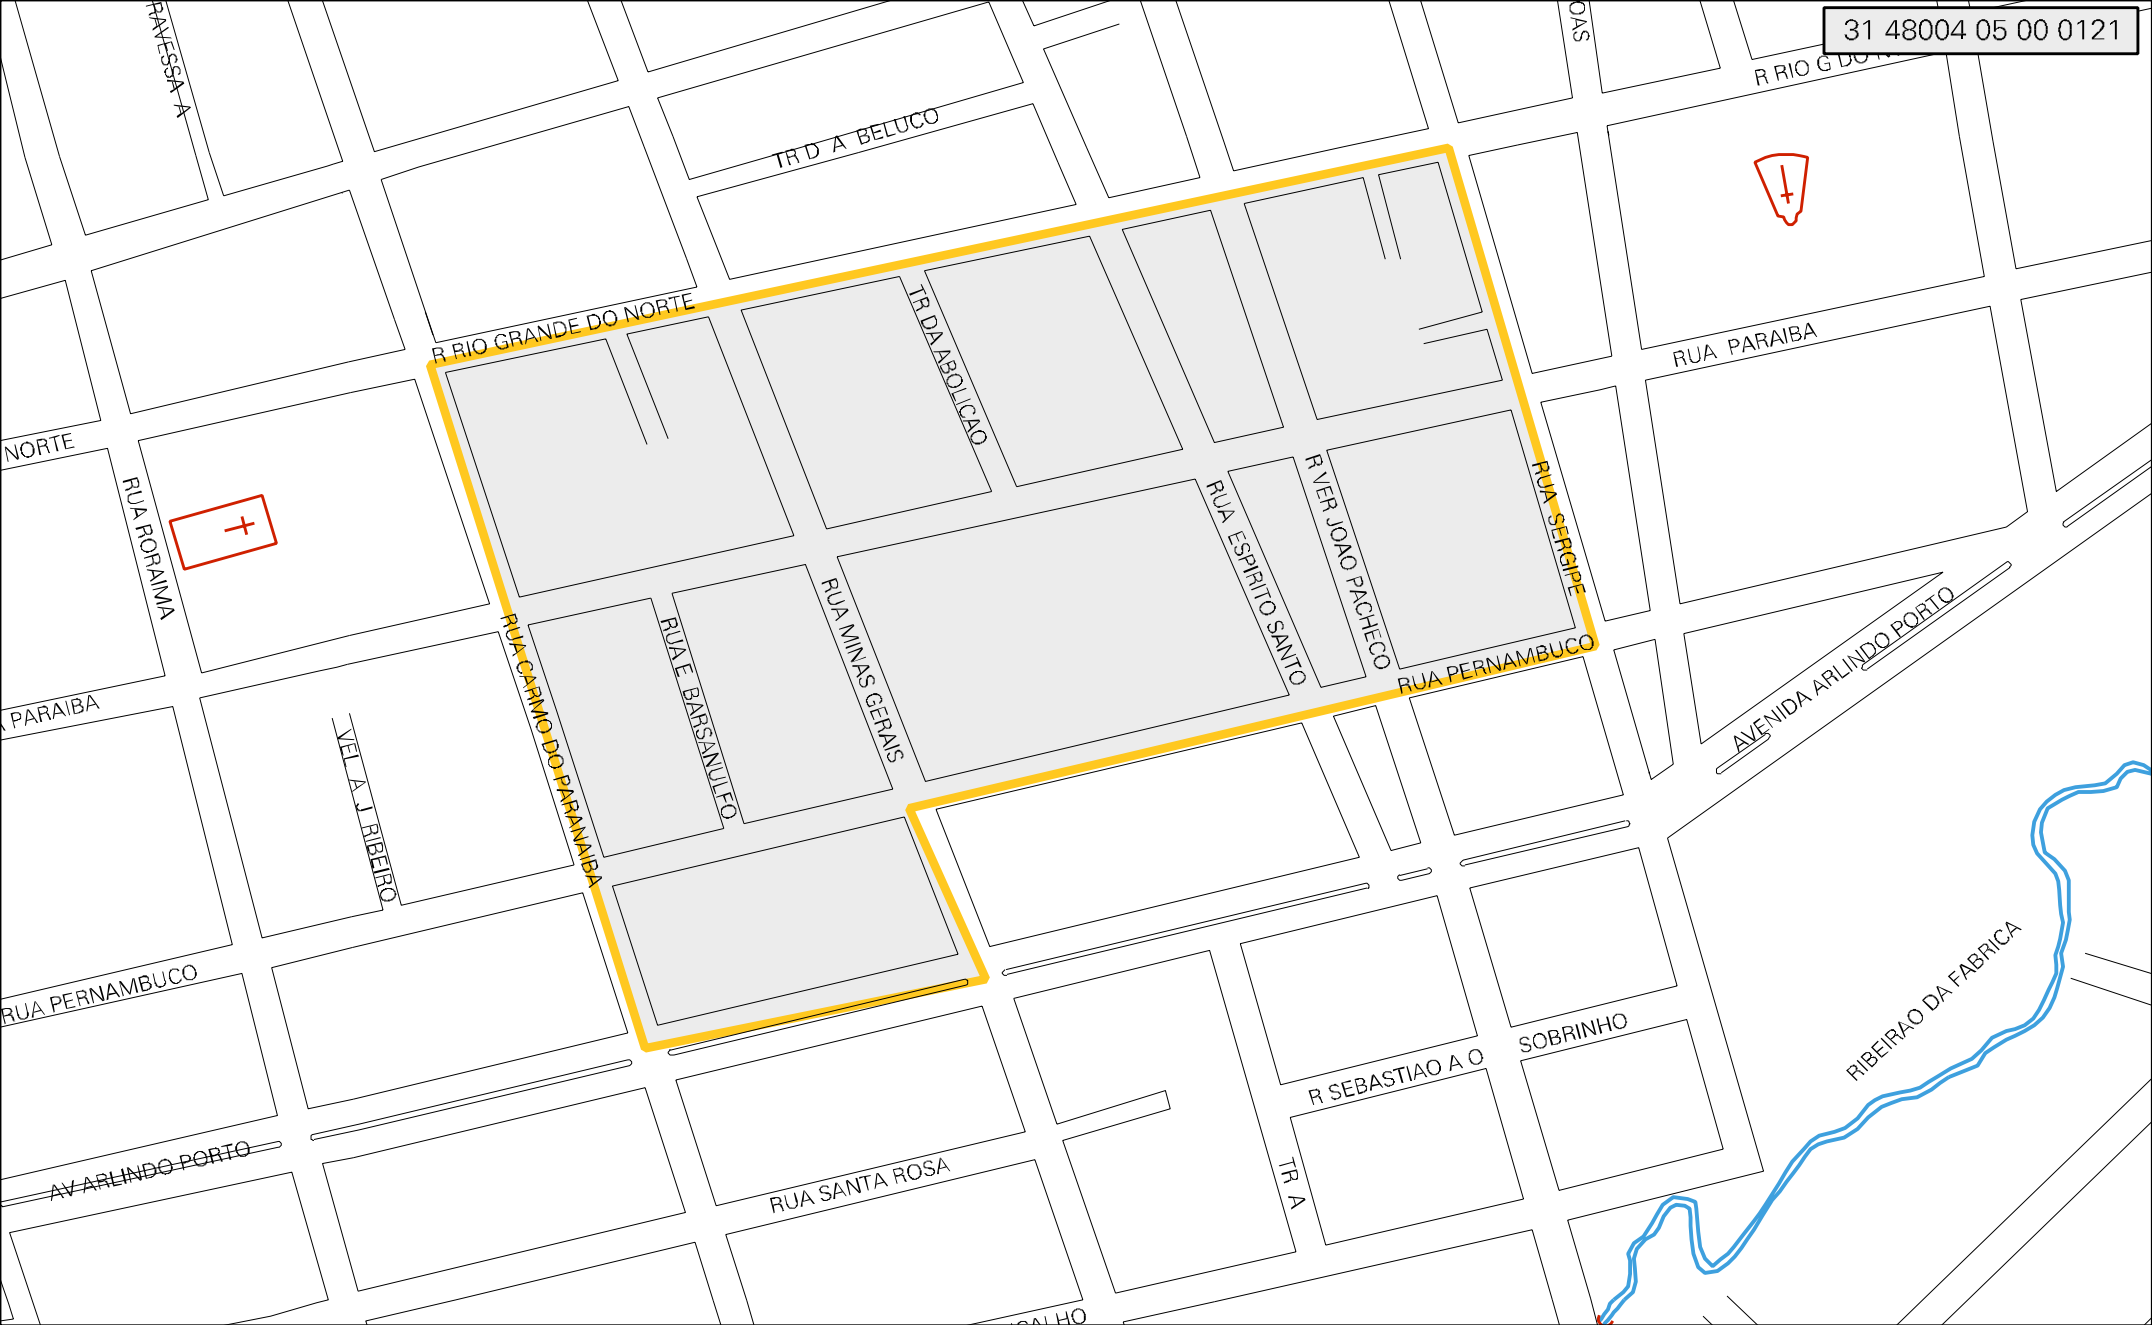 31 48004 05 00 0121
RAVESSA A
OAS
R RIO G DO
TR D A BELUCO
R RIO GRANDE DO NORTE
TR DA ABOLICAO
RUA PARAIBA
NORTE
RUA RORAIMA
RUA ESPIRITO SANTO
R VER JOAO PACHECO
RUA SERGIPE
RUA CARMO DO PARANAIBA
RUA E BARSANULFO
RUA MINAS GERAIS
RUA PERNAMBUCO
AVENIDA ARLINDO PORTO
PARAIBA
VEL A J RIBEIRO
RUA PERNAMBUCO
RIBEIRAO DA FABRICA
R SEBASTIAO A O SOBRINHO
AV ARLINDO PORTO
RUA SANTA ROSA
TR A
ALHO